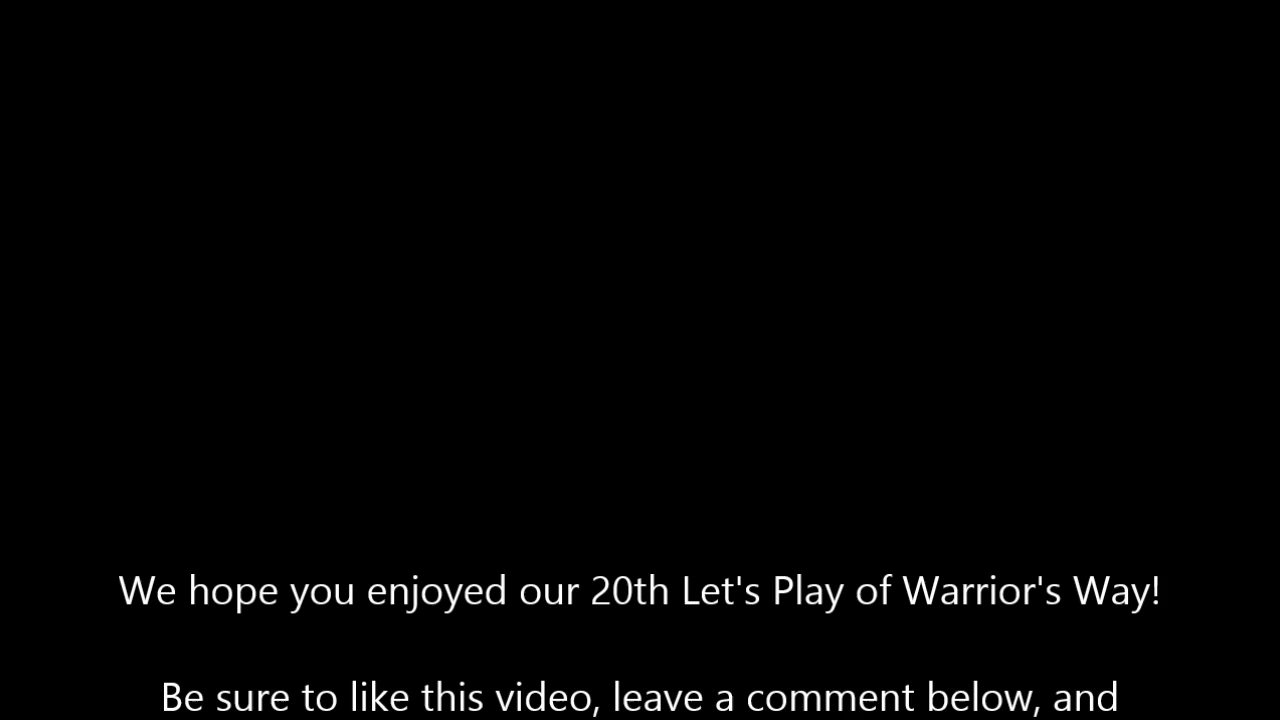 We hope you enjoyed our 20th Let's Play of Warrior's Way!
Be sure to like this video, leave a comment below, and